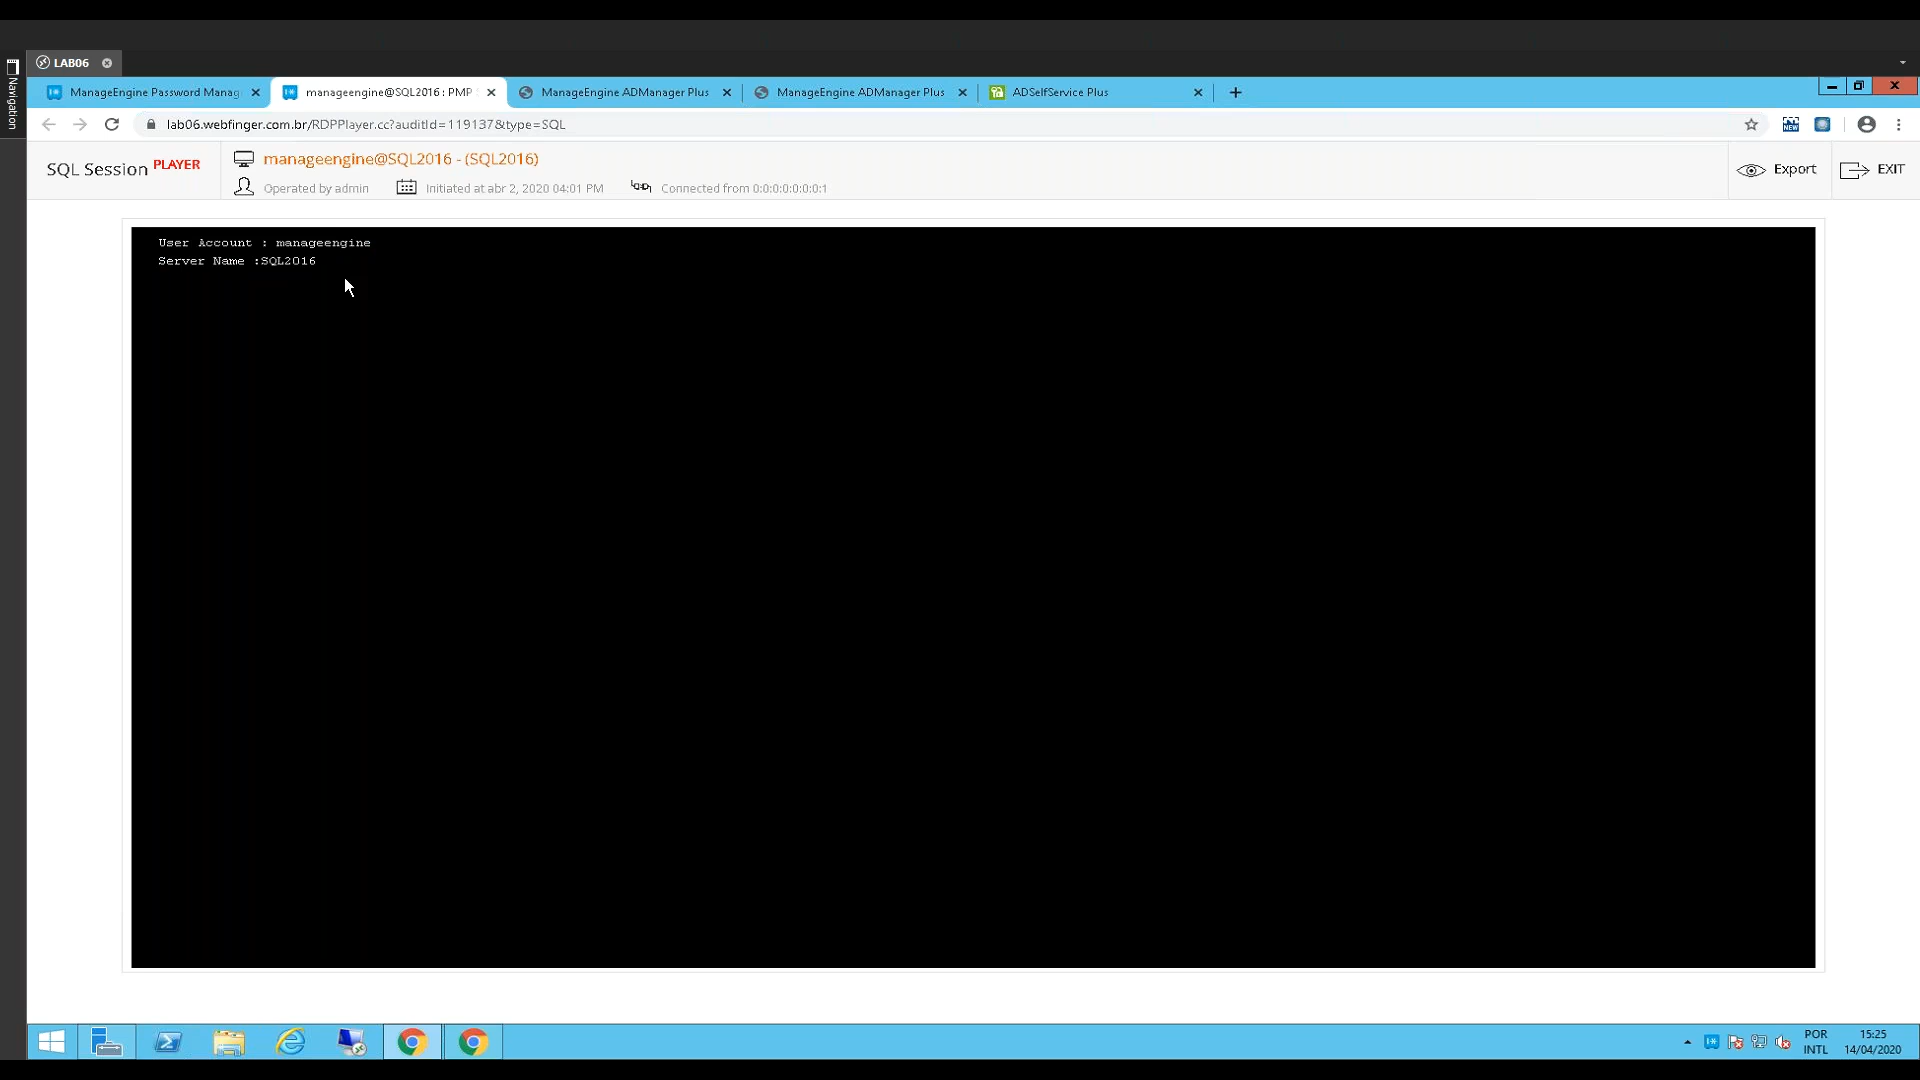 LAB06
Navigation
ManageEngine Password Manag
manageengine@SQL2016 : PMP
ManageEngine ADManager Plus
ManageEngine ADManager Plus
ADSelfService Plus
lab06.webfinger.com.br/RDPPlayer.cc?auditId=119137&type=SQL
NEW
SQL Session PLAYER
manageengine@SQL2016 - (SQL2016)
Operated by admin
Initiated at abr 2, 2020 04:01 PM
Connected from 0:0:0:0:0:0:0:1
Export
EXIT
User Account : manageengine
Server Name :SQL2016
POR
INTL
15:25
14/04/2020